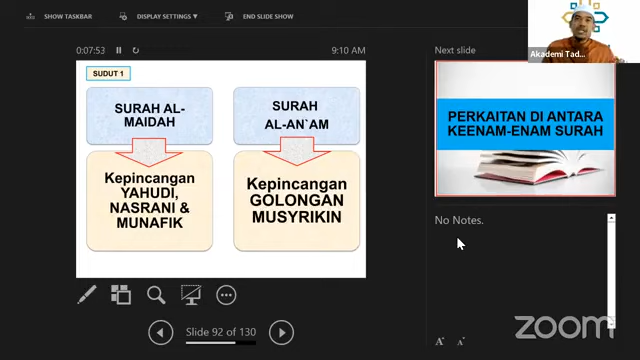 SHOW TASKBAR
DISPLAY SETTINGS
END SLIDE SHOW
0:07:53
9:10 AM
Next slide
Akademi Tad...
SUDUT 1
SURAH AL-
MAIDAH
SURAH
AL-AN`AM
Kepincangan
YAHUDI,
NASRANI &
MUNAFIK
Kepincangan
GOLONGAN
MUSYRIKIN
PERKAITAN DI ANTARA
KEENAM-ENAM SURAH
No Notes.
Slide 92 of 130
A A
zoom